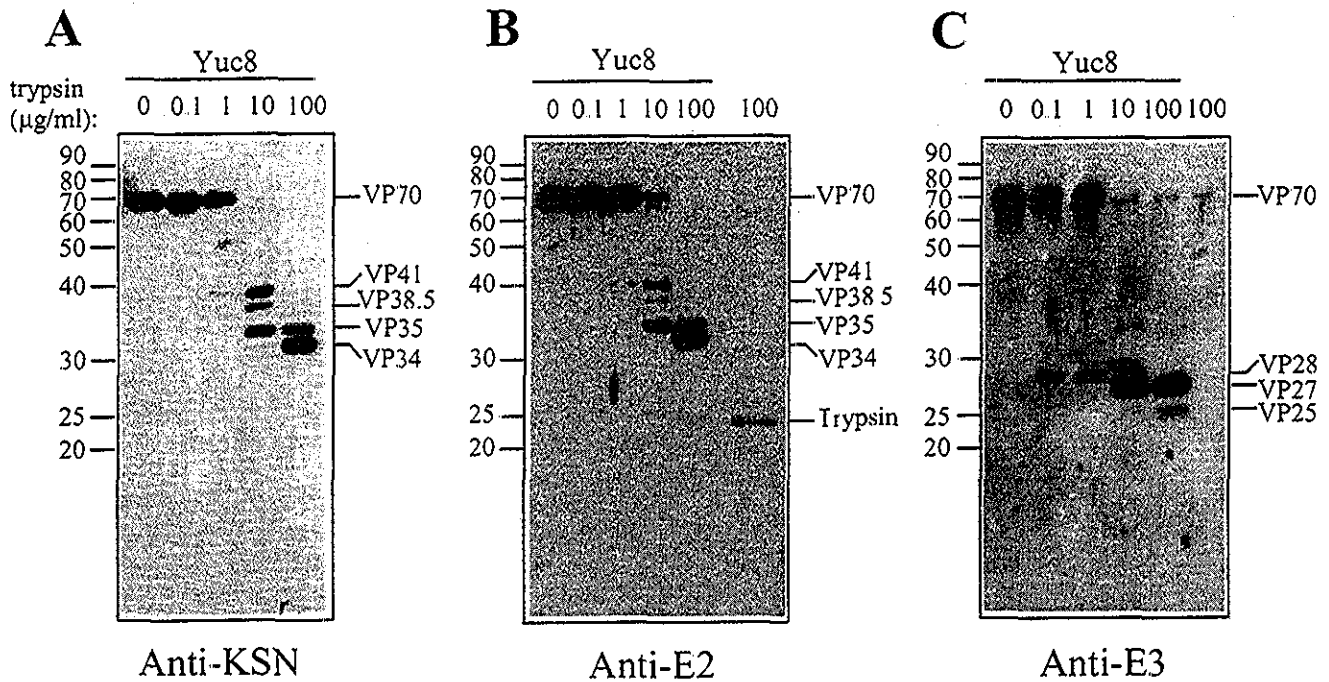 A
Yuc8
trypsin
(µg/ml):
0 0.1 1 10 100
90
80
70
60
50
40
30
25
20
VP70
VP41
VP38.5
VP35
VP34
Anti-KSN
B
Yuc8
0 0.1 1 10 100 100
90
80
70
60
50
40
30
25
20
VP70
VP41
VP38 5
VP35
VP34
Trypsin
Anti-E2
C
Yuc8
0 0.1 1 10 100 100
90
80
70
60
50
40
30
25
20
VP70
VP28
VP27
VP25
Anti-E3